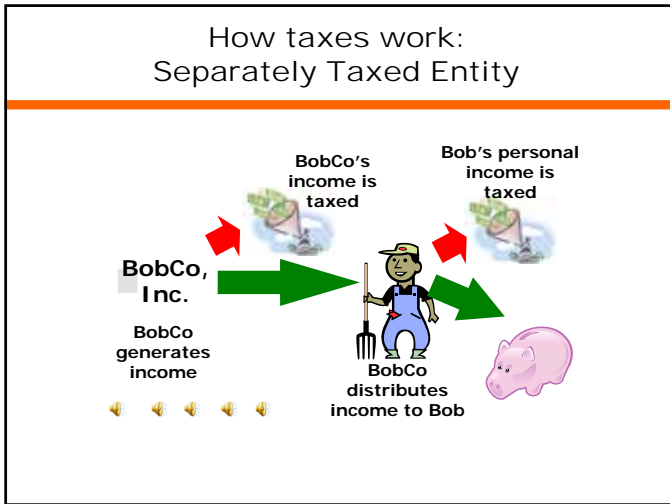 How taxes work:
Separately Taxed Entity
BobCo's
income is
taxed
Bob's personal
income is
taxed
BobCo,
Inc.
BobCo
generates
income
BobCo
distributes
income to Bob